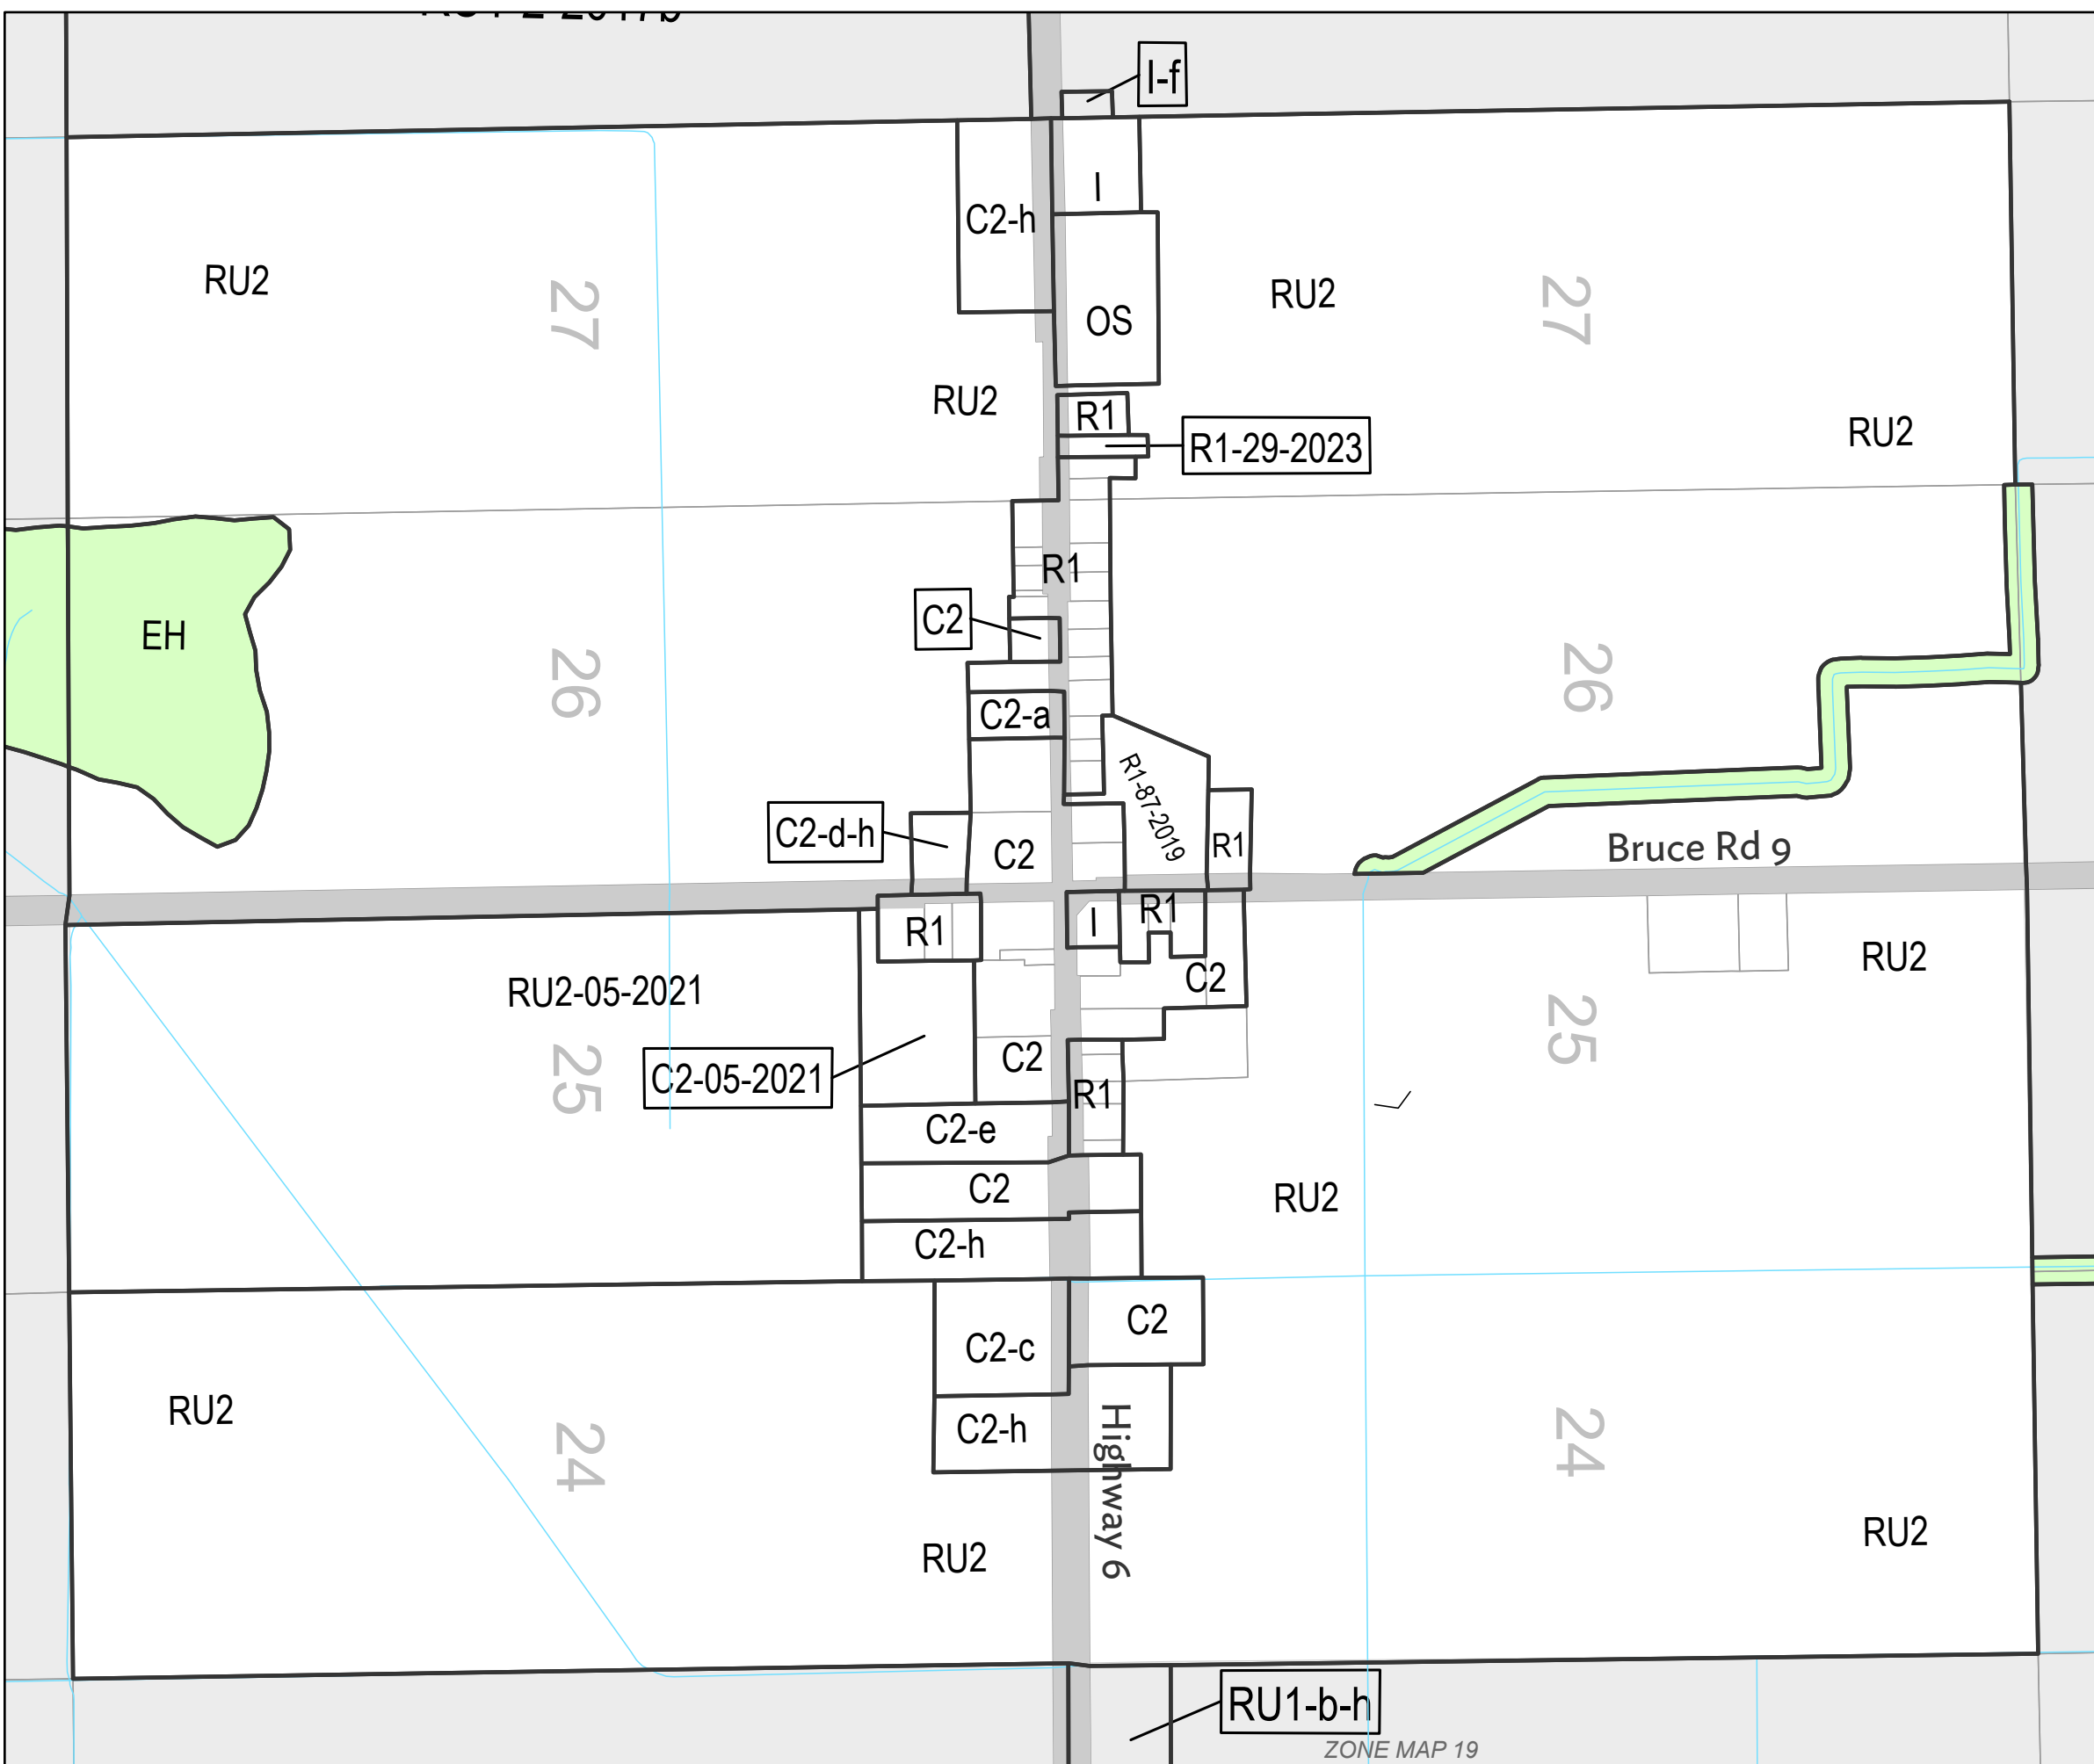 I-f
I
C2-h
RU2
27
RU2
27
OS
RU2
R1
RU2
R1-29-2023
R1
C2
EH
26
26
C2-a
R1-87-2019
C2-d-h
C2
R1
Bruce Rd 9
R1
I
R1
RU2
C2
RU2-05-2021
25
25
C2
C2-05-2021
R1
C2-e
C2
RU2
C2-h
C2
C2-c
RU2
C2-h
24
Highway 6
24
RU2
RU2
RU1-b-h
ZONE MAP 19